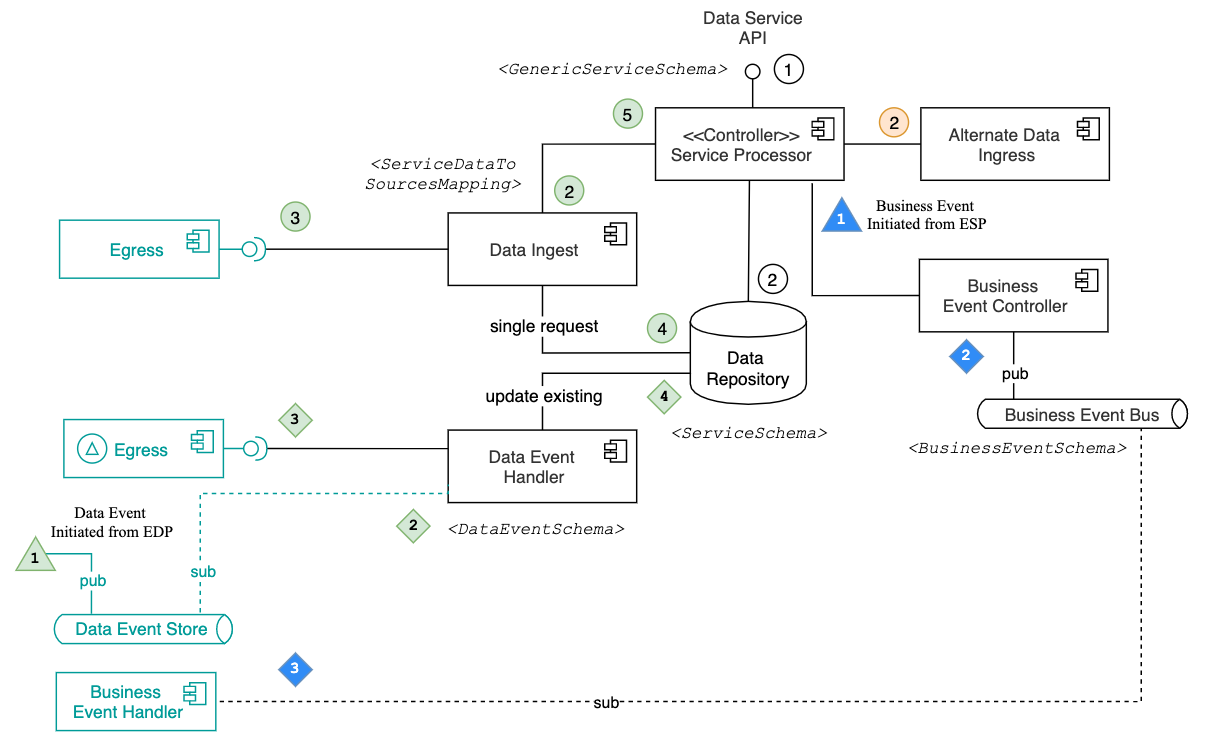 Data Service
API
<GenericServiceSchema>
1
5
<<Controller>>
Service Processor
2
Alternate Data
Ingress
<ServiceDataTo
SourcesMapping>
2
3
Egress
Data Ingest
1
Business Event
Initiated from ESP
2
Business
Event Controller
single request
4
Data
Repository
2
pub
update existing
4
Business Event Bus
3
<ServiceSchema>
<BusinessEventSchema>
Egress
Data Event
Handler
Data Event
Initiated from EDP
2
<DataEventSchema>
1
pub
sub
Data Event Store
3
Business
Event Handler
sub